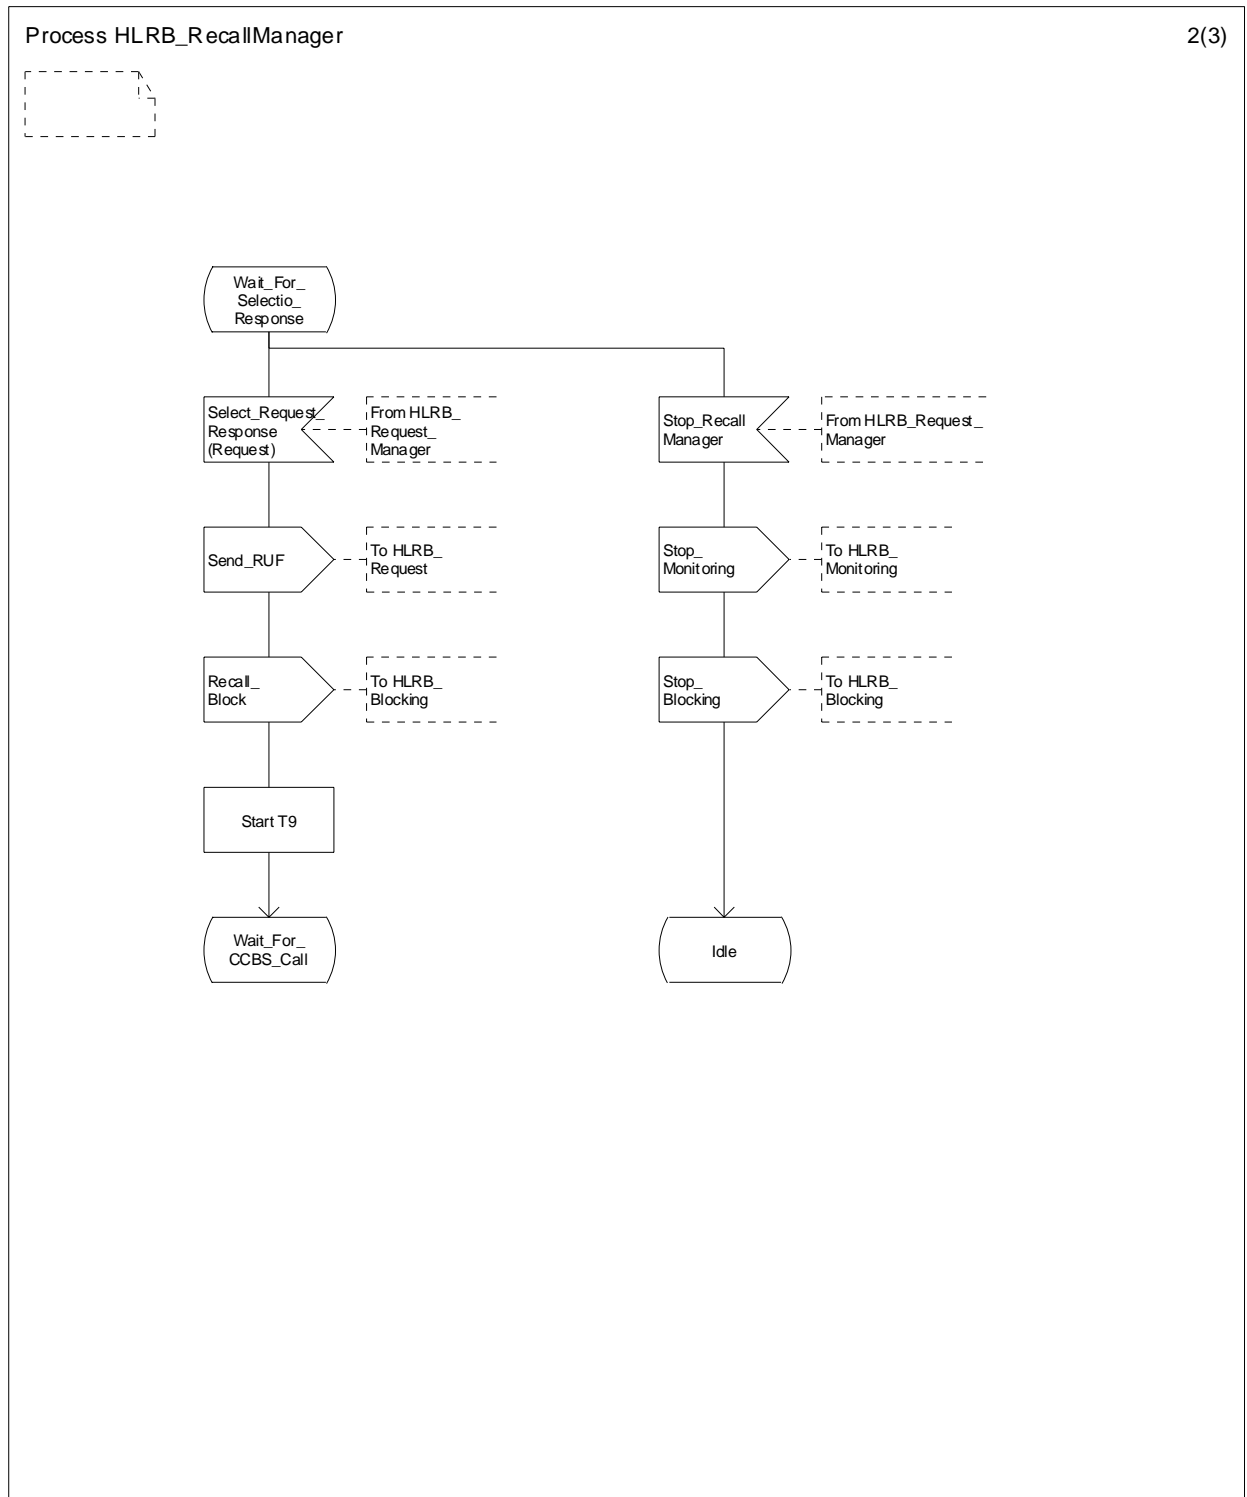 Process HLRB_RecallManager
2(3)
Wait_For_
Selectio_
Response
Select_Request_
Response
(Request)
From HLRB_
Request_
Manager
Stop_Recall
Manager
From HLRB_Request_
Manager
Send_RUF
To HLRB_
Request
Stop_
Monitoring
To HLRB_
Monitoring
Recall_
Block
To HLRB_
Blocking
Stop_
Blocking
To HLRB_
Blocking
Start T9
Wait_For_
CCBS_Call
Idle